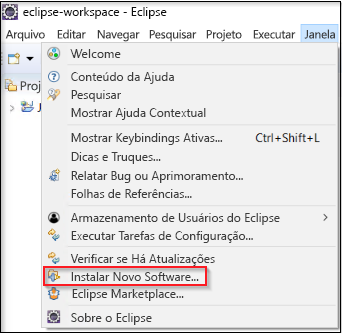 eclipse-workspace - Eclipse
Arquivo Editar Navegar Pesquisar Projeto Executar Janela
Welcome
Conteúdo da Ajuda
Pesquisar
Mostrar Ajuda Contextual
Mostrar Keybindings Ativas... Ctrl+Shift+L
Dicas e Truques...
Relatar Bug ou Aprimoramento...
Folhas de Referências...
Armazenamento de Usuários do Eclipse
Executar Tarefas de Configuração...
Verificar se Há Atualizações
Instalar Novo Software...
Eclipse Marketplace...
Sobre o Eclipse